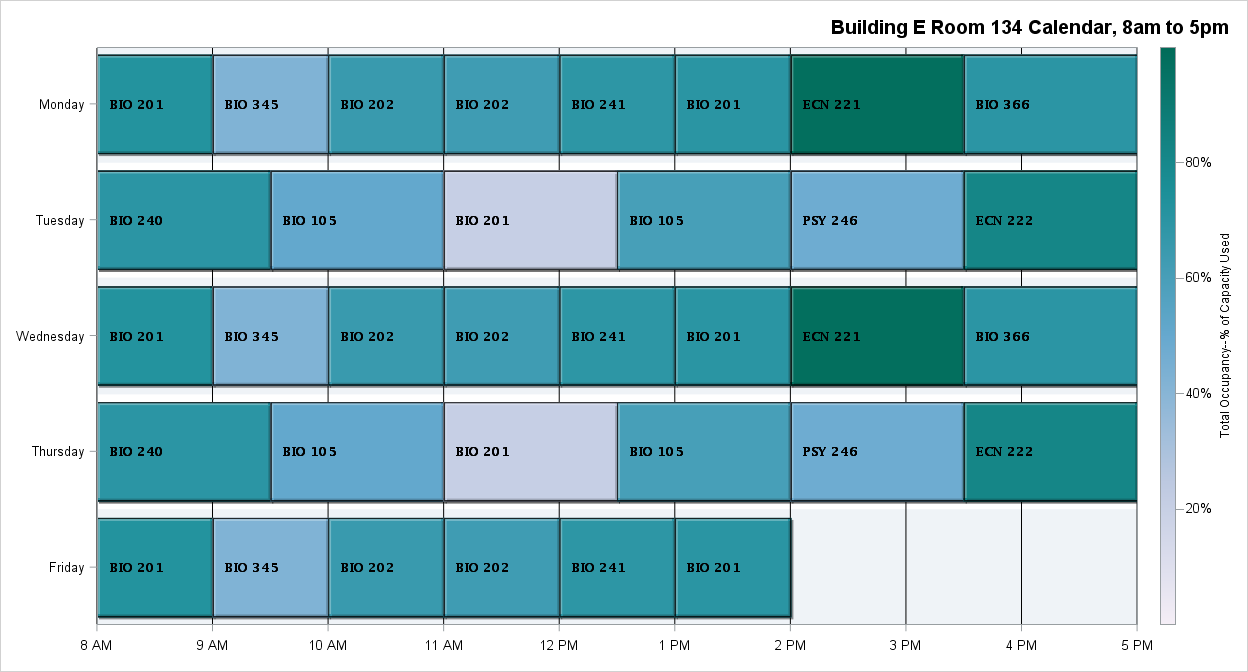 Building E Room 134 Calendar, 8am to 5pm
Monday BIO 201 BIO 345 BIO 202 BIO 202 BIO 241 BIO 201 ECN 221 BIO 366
80%
Tuesday BIO 240 BIO 105 BIO 201 BIO 105 PSY 246 ECN 222
60%
Total Occupancy--% of Capacity Used
Wednesday BIO 201 BIO 345 BIO 202 BIO 202 BIO 241 BIO 201 ECN 221 BIO 366
40%
Thursday BIO 240 BIO 105 BIO 201 BIO 105 PSY 246 ECN 222
20%
Friday BIO 201 BIO 345 BIO 202 BIO 202 BIO 241 BIO 201
8 AM 9 AM 10 AM 11 AM 12 PM 1 PM 2 PM 3 PM 4 PM 5 PM